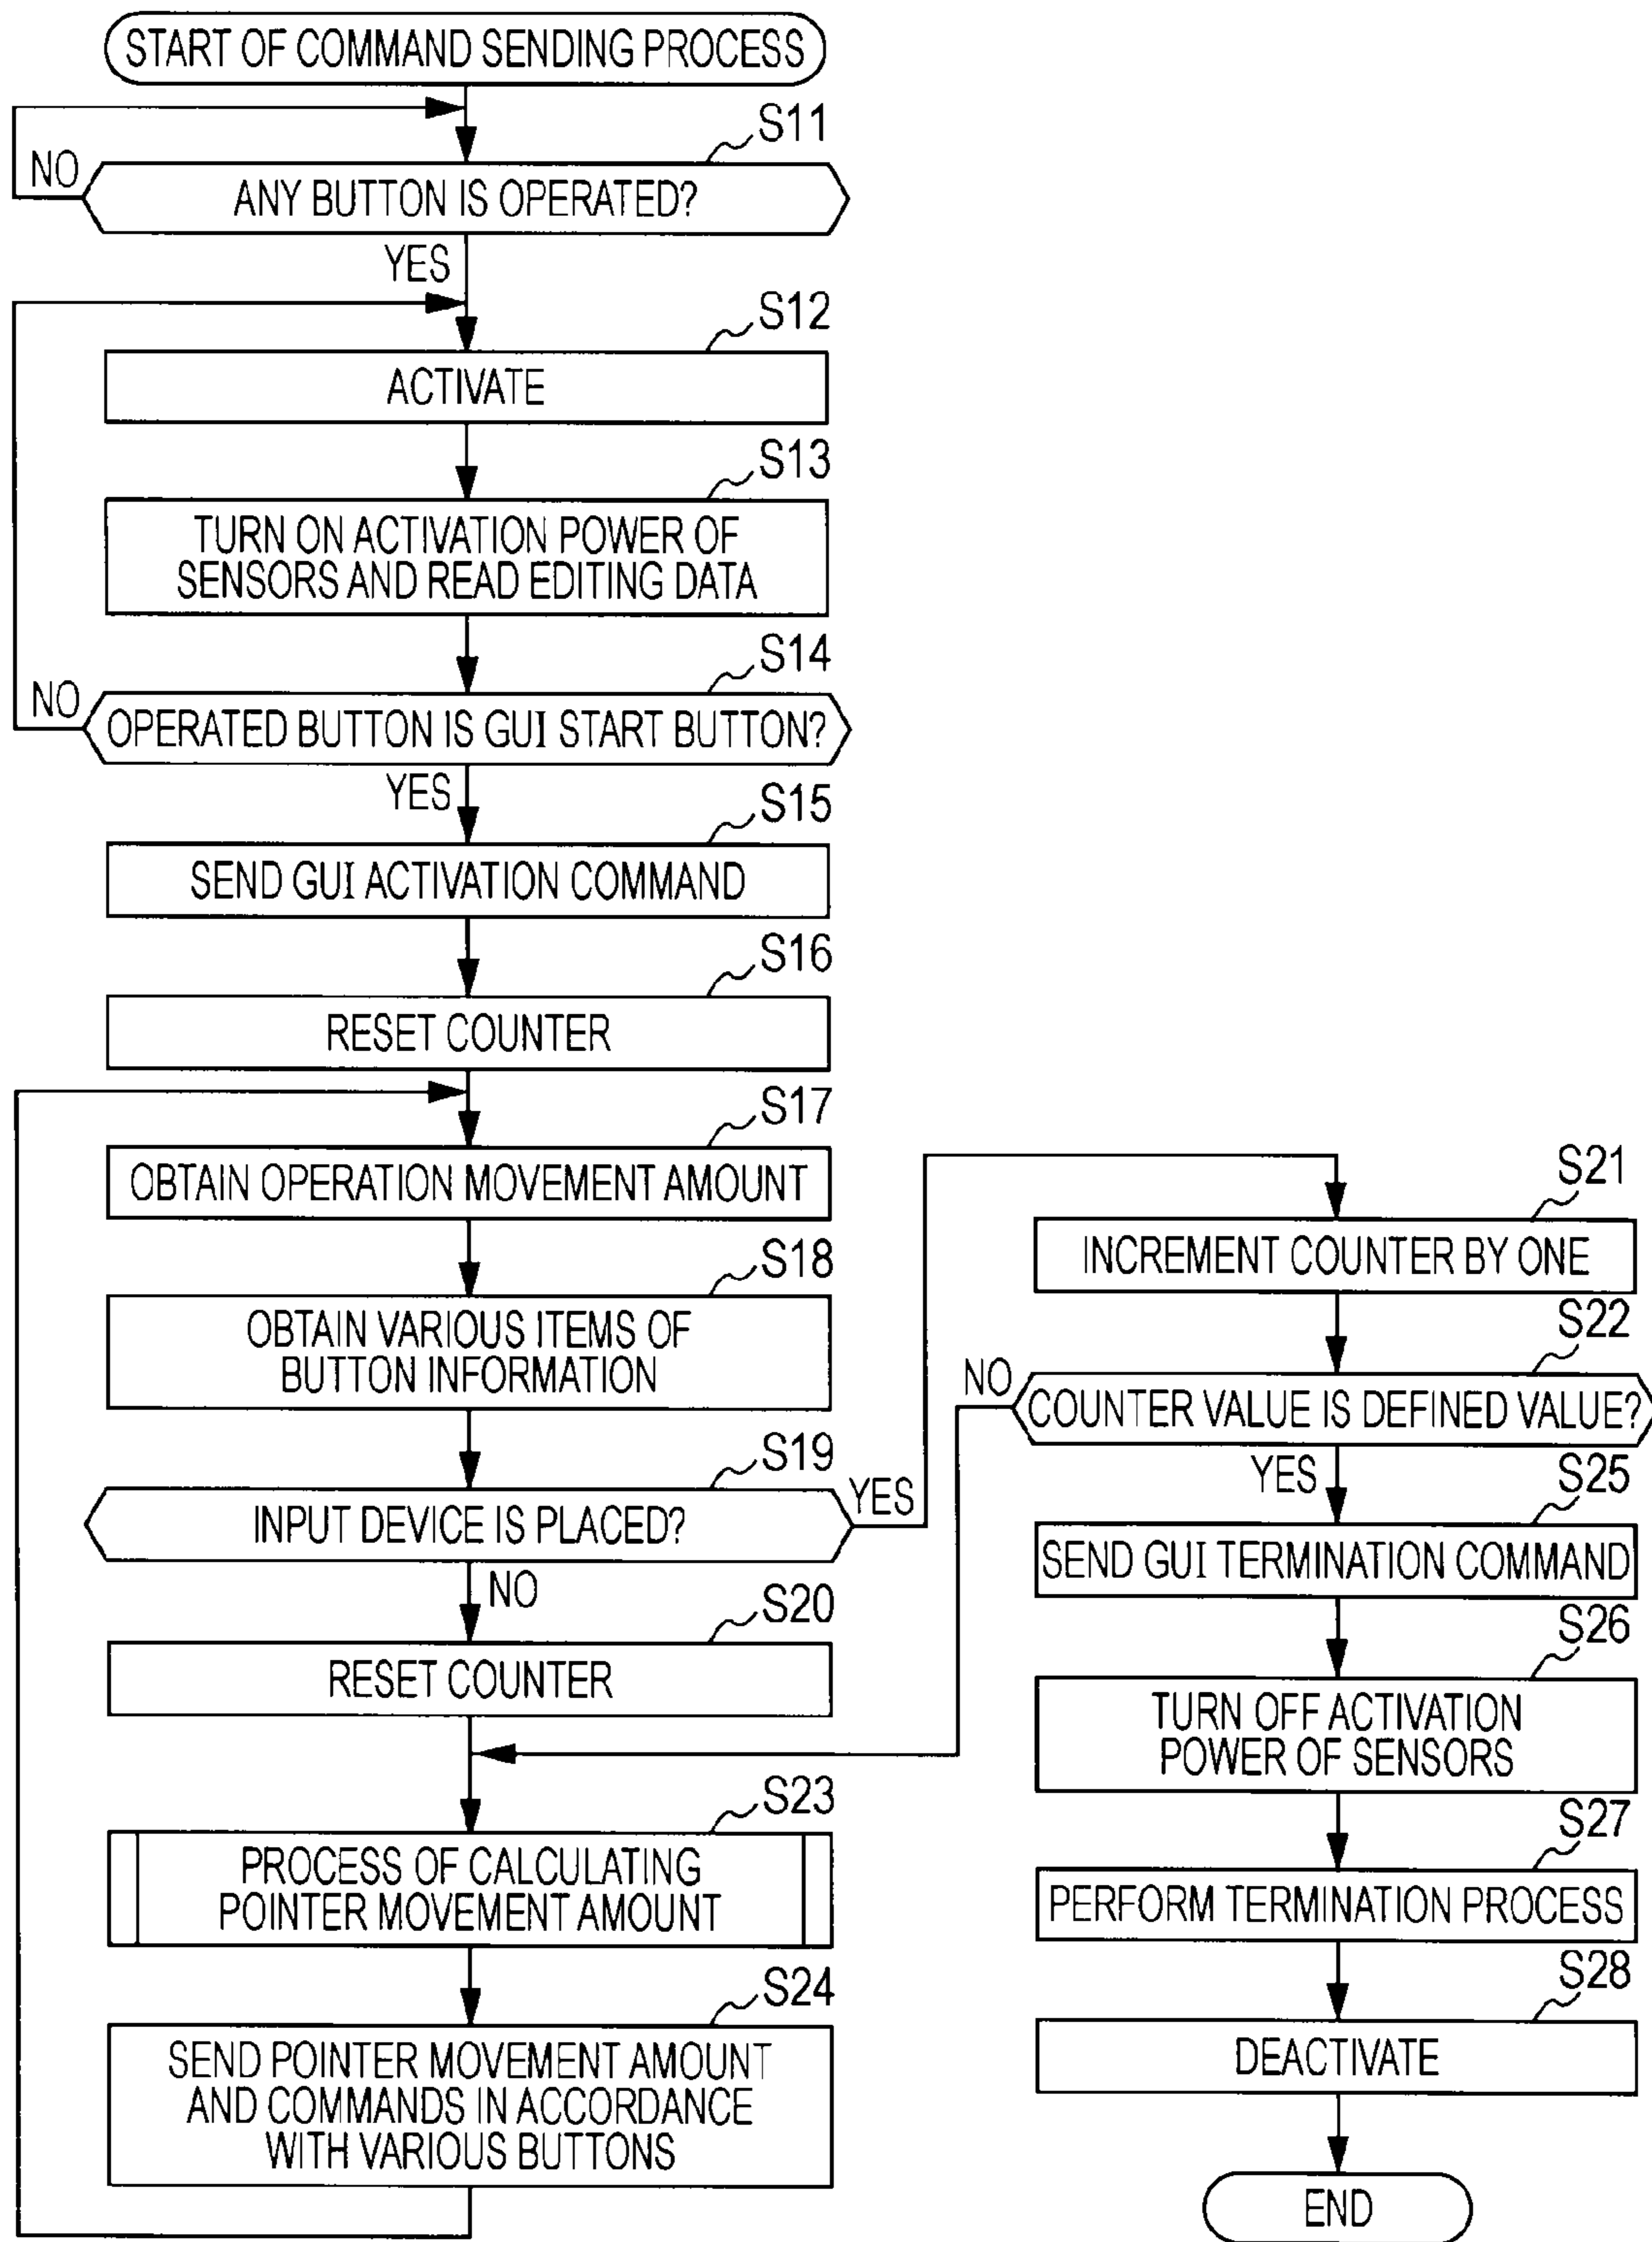 START OF COMMAND SENDING PROCESS
S11
NO
ANY BUTTON IS OPERATED?
YES
S12
ACTIVATE
S13
TURN ON ACTIVATION POWER OF
SENSORS AND READ EDITING DATA
S14
NO
OPERATED BUTTON IS GUI START BUTTON?
YES
S15
SEND GUI ACTIVATION COMMAND
S16
RESET COUNTER
S17
OBTAIN OPERATION MOVEMENT AMOUNT
S18
OBTAIN VARIOUS ITEMS OF
BUTTON INFORMATION
S19
INPUT DEVICE IS PLACED?
YES
NO
S20
RESET COUNTER
S23
PROCESS OF CALCULATING
POINTER MOVEMENT AMOUNT
S24
SEND POINTER MOVEMENT AMOUNT
AND COMMANDS IN ACCORDANCE
WITH VARIOUS BUTTONS
S21
INCREMENT COUNTER BY ONE
S22
NO
COUNTER VALUE IS DEFINED VALUE?
YES
S25
SEND GUI TERMINATION COMMAND
S26
TURN OFF ACTIVATION
POWER OF SENSORS
S27
PERFORM TERMINATION PROCESS
S28
DEACTIVATE
END